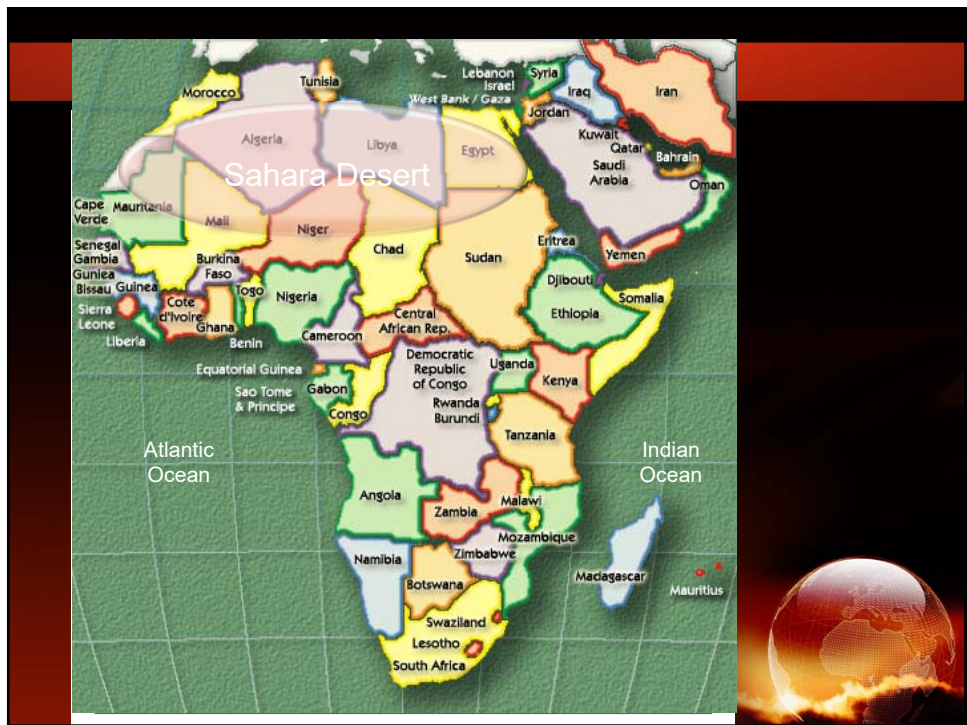 Tunisia
Morocco
Lebanon
Israel
West Bank / Gaza
Syria
Iraq
Iran
Jordan
Algeria
Libya
Egypt
Kuwait
Qatar
Bahrain
Saudi
Arabia
Oman
Sahara Desert
Cape
Verde
Mauritania
Mali
Niger
Chad
Sudan
Eritrea
Yemen
Senegal
Gambia
Guniea
Bissau
Guinea
Burkina
Faso
Djibouti
Togo
Nigeria
Somalia
Sierra
Leone
Cote
d'Ivoire
Ghana
Central
African Rep.
Ethiopia
Liberia
Benin
Cameroon
Democratic
Republic
of Congo
Uganda
Equatorial Guinea
Kenya
Sao Tome
& Principe
Gabon
Congo
Rwanda
Burundi
Tanzania
Atlantic
Ocean
Indian
Ocean
Angola
Malawi
Zambia
Mozambique
Zimbabwe
Namibia
Botswana
Madagascar
Mauritius
Swaziland
Lesotho
South Africa